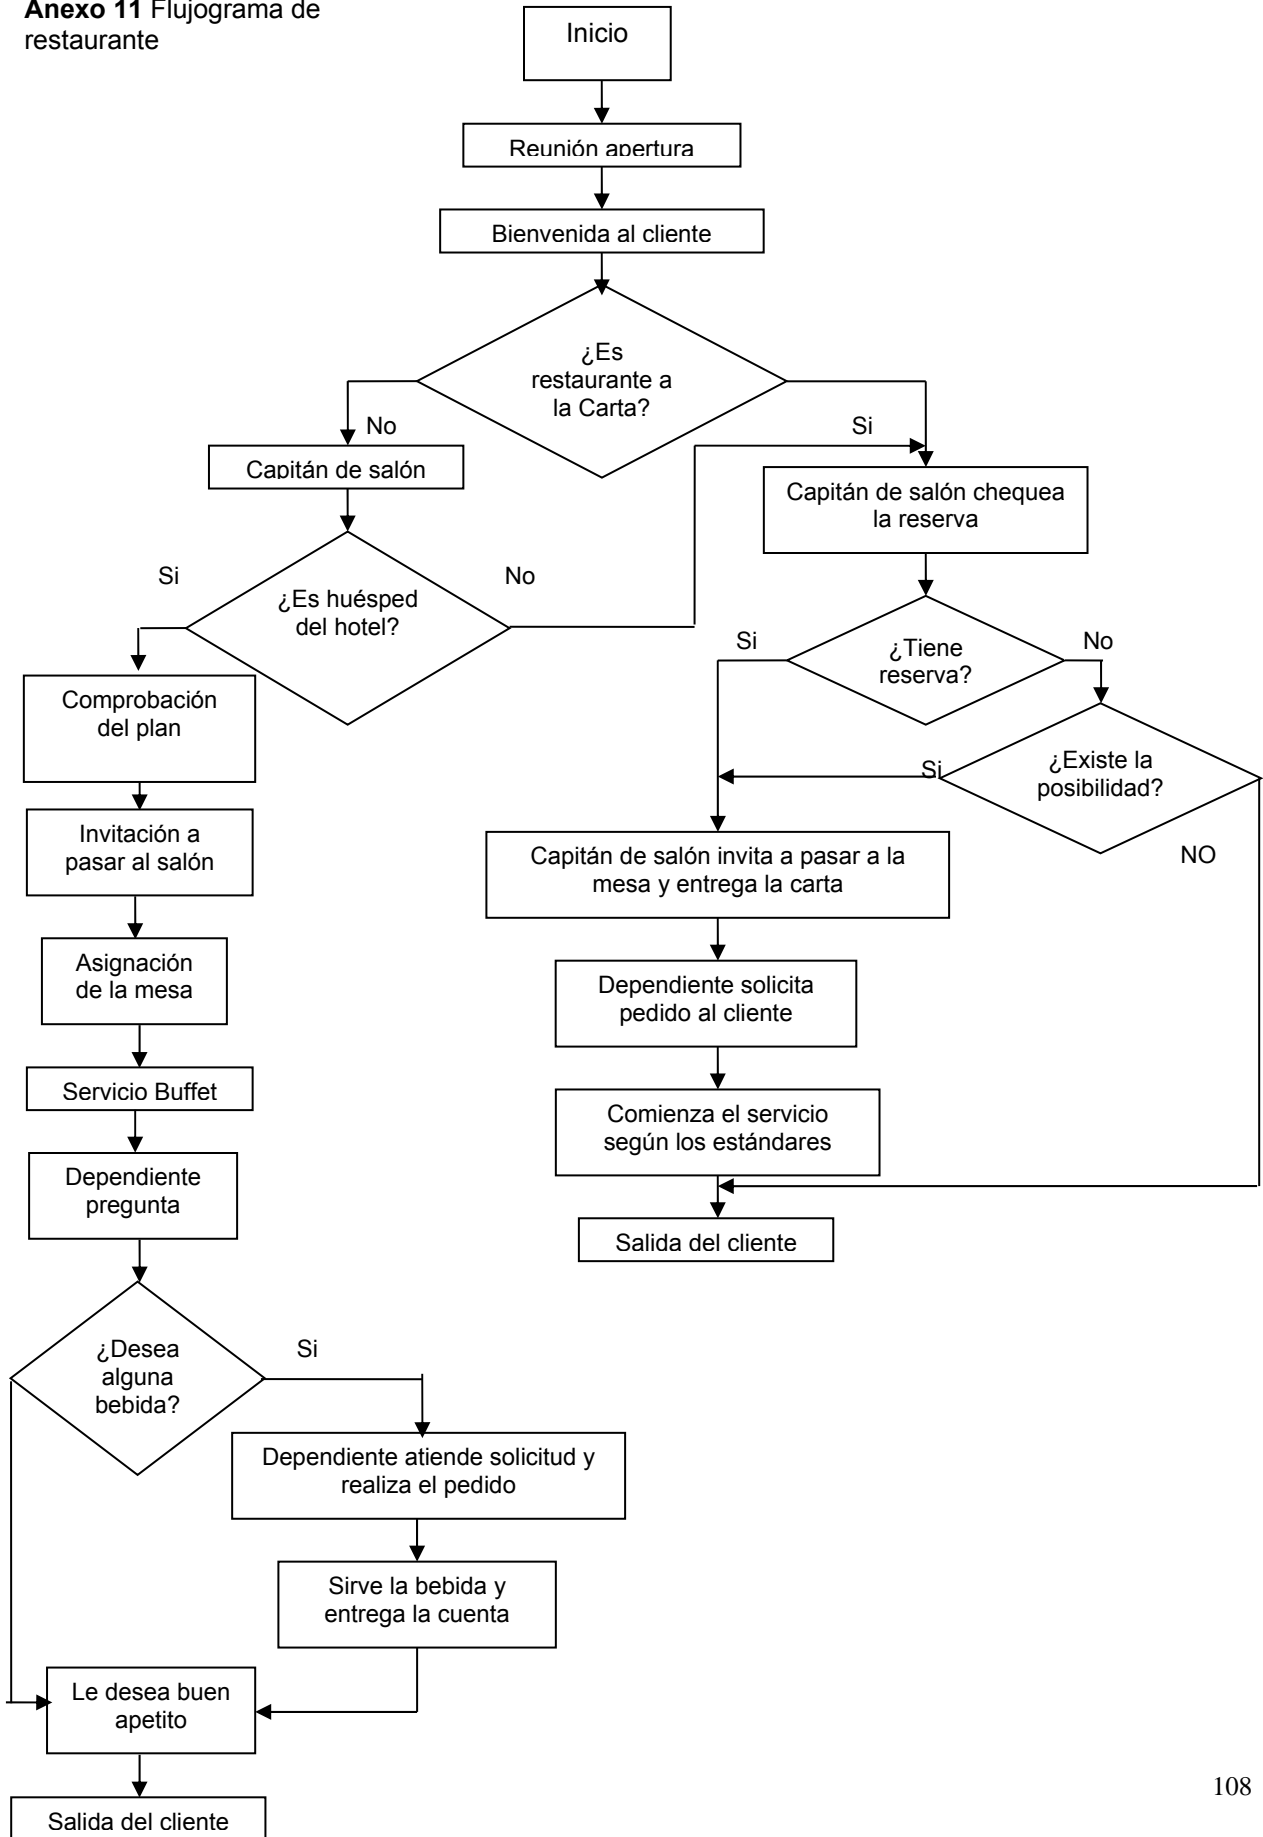 Anexo 11 Flujograma de
restaurante
Inicio
Reunión apertura
Bienvenida al cliente
¿Es
restaurante a
la Carta?
No
Si
Capitán de salón
Capitán de salón chequea
la reserva
Si
No
¿Es huésped
del hotel?
Si
No
¿Tiene
reserva?
Comprobación
del plan
Si
¿Existe la
posibilidad?
NO
Invitación a
pasar al salón
Capitán de salón invita a pasar a la
mesa y entrega la carta
Asignación
de la mesa
Dependiente solicita
pedido al cliente
Servicio Buffet
Comienza el servicio
según los estándares
Dependiente
pregunta
Salida del cliente
¿Desea
alguna
bebida?
Si
Dependiente atiende solicitud y
realiza el pedido
Sirve la bebida y
entrega la cuenta
Le desea buen
apetito
Salida del cliente
108